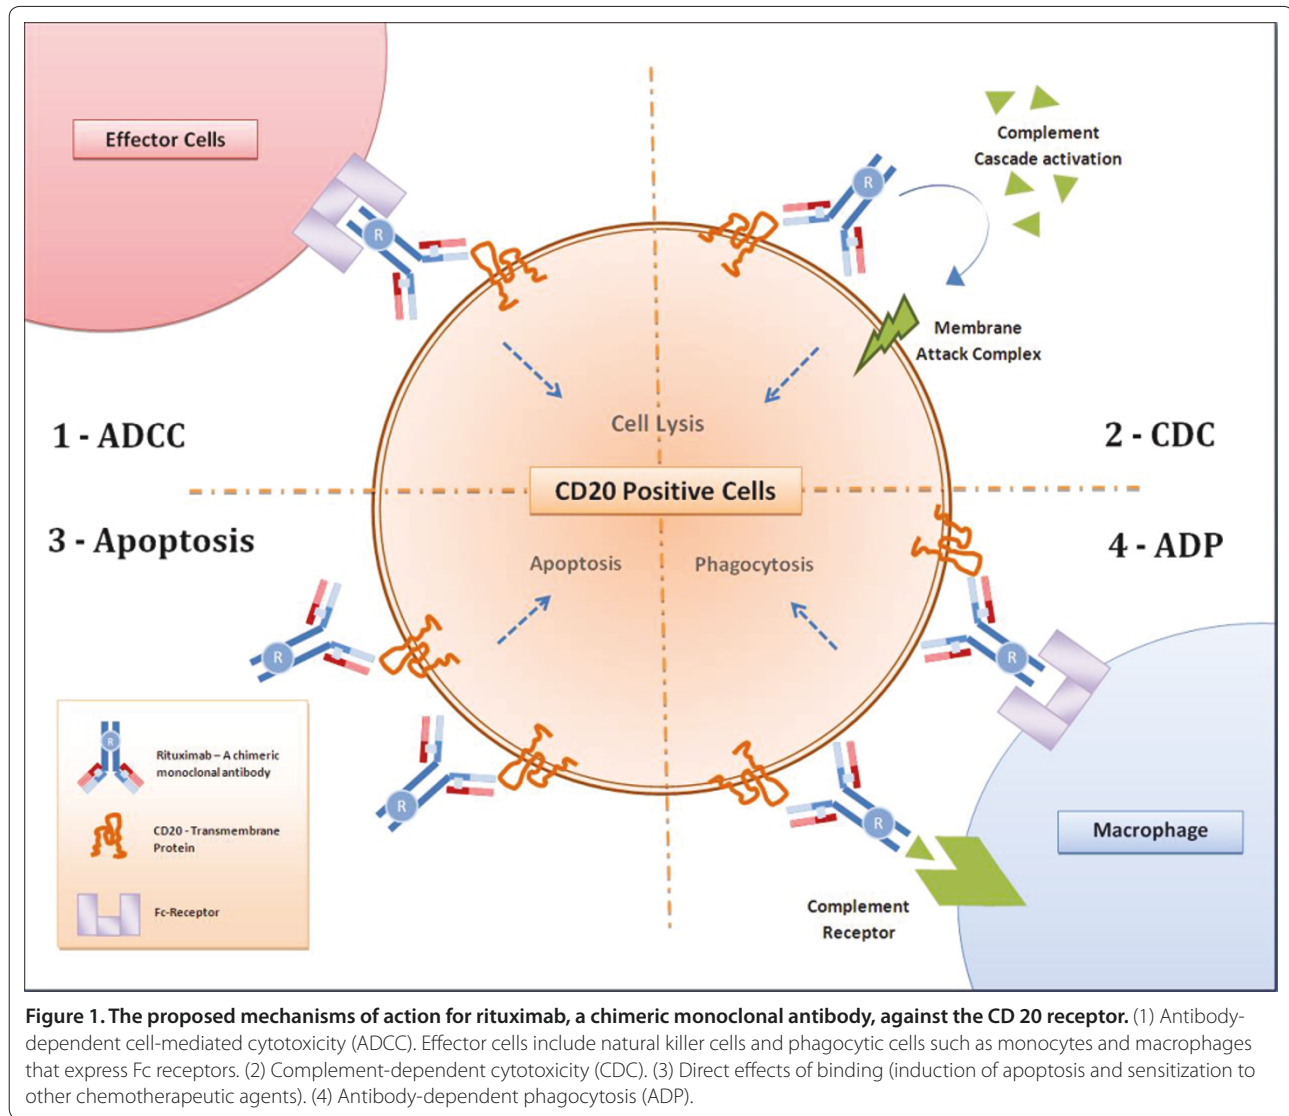 Effector Cells
R
R
Complement
Cascade activation
Membrane
Attack Complex
Cell Lysis
1 - ADCC
2 - CDC
CD20 Positive Cells
3 - Apoptosis
4 - ADP
Apoptosis
Phagocytosis
R
R
R
Rituximab – A chimeric
monoclonal antibody
CD20 - Transmembrane
Protein
Fc-Receptor
R
R
Macrophage
Complement
Receptor
Figure 1. The proposed mechanisms of action for rituximab, a chimeric monoclonal antibody, against the CD 20 receptor. (1) Antibody-
dependent cell-mediated cytotoxicity (ADCC). Effector cells include natural killer cells and phagocytic cells such as monocytes and macrophages
that express Fc receptors. (2) Complement-dependent cytotoxicity (CDC). (3) Direct effects of binding (induction of apoptosis and sensitization to
other chemotherapeutic agents). (4) Antibody-dependent phagocytosis (ADP).